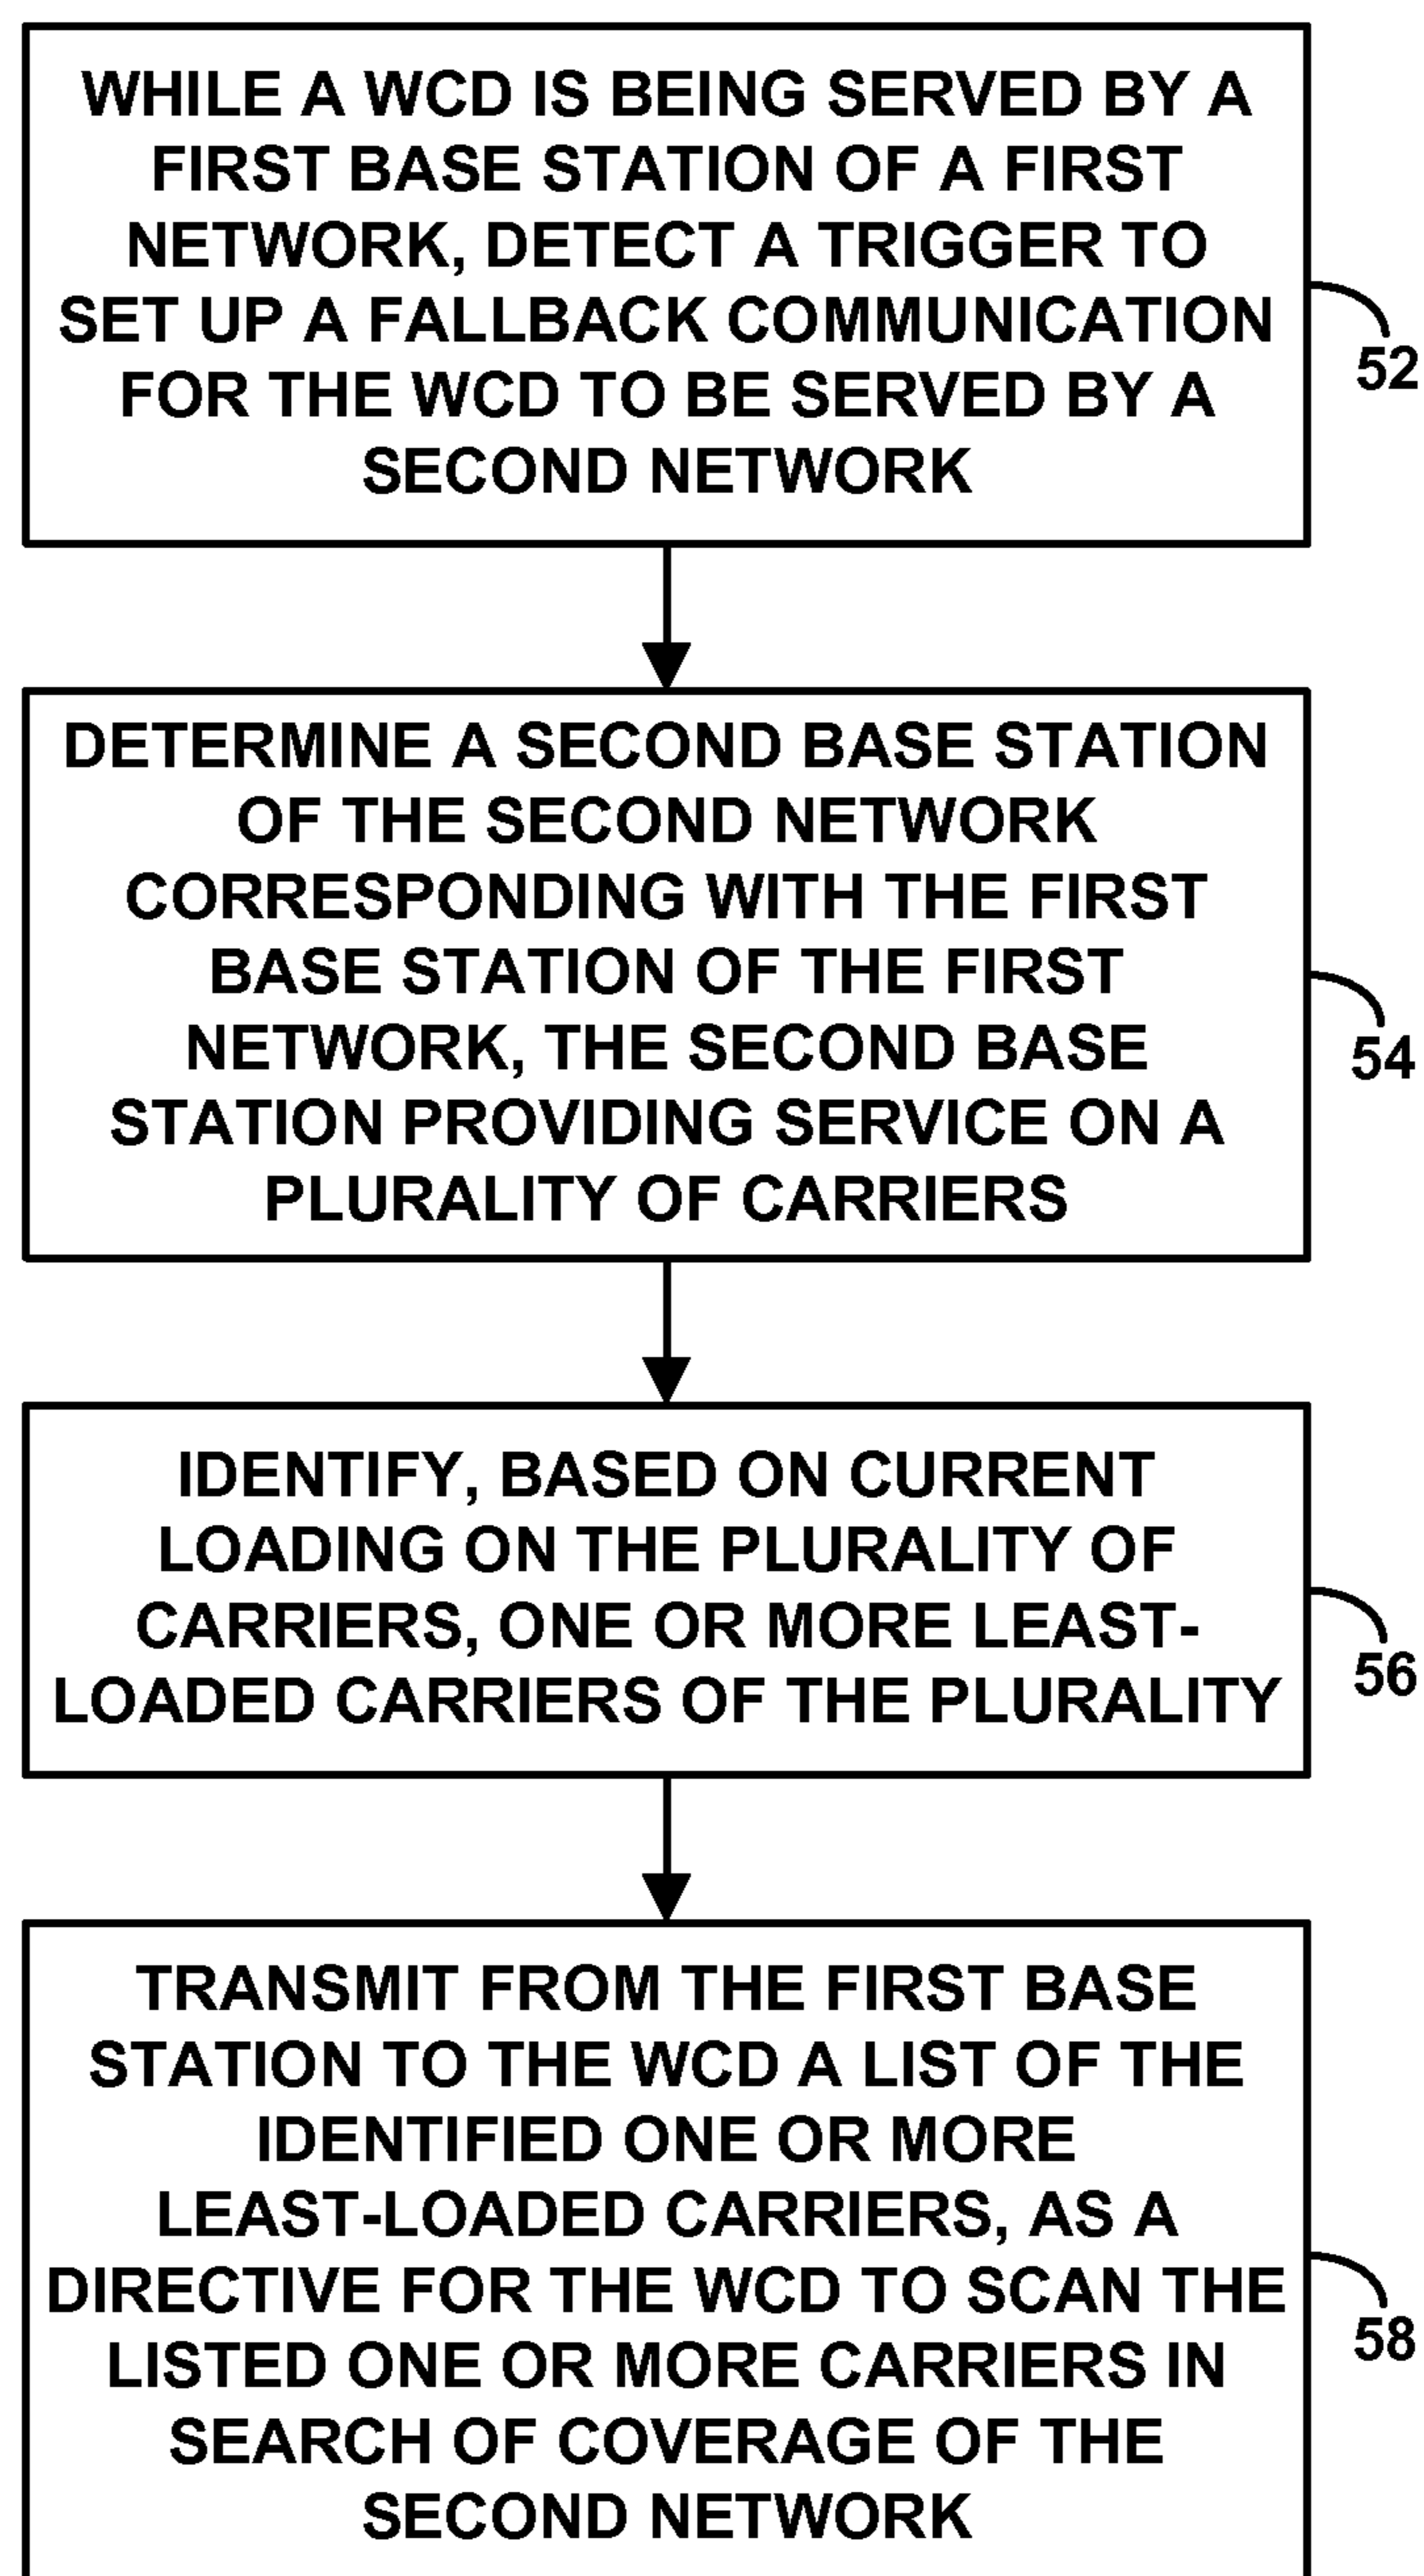 WHILE A WCD IS BEING SERVED BY A
FIRST BASE STATION OF A FIRST
NETWORK, DETECT A TRIGGER TO
SET UP A FALLBACK COMMUNICATION
FOR THE WCD TO BE SERVED BY A
SECOND NETWORK
52
DETERMINE A SECOND BASE STATION
OF THE SECOND NETWORK
CORRESPONDING WITH THE FIRST
BASE STATION OF THE FIRST
NETWORK, THE SECOND BASE
STATION PROVIDING SERVICE ON A
PLURALITY OF CARRIERS
54
IDENTIFY, BASED ON CURRENT
LOADING ON THE PLURALITY OF
CARRIERS, ONE OR MORE LEAST-
LOADED CARRIERS OF THE PLURALITY
56
TRANSMIT FROM THE FIRST BASE
STATION TO THE WCD A LIST OF THE
IDENTIFIED ONE OR MORE
LEAST-LOADED CARRIERS, AS A
DIRECTIVE FOR THE WCD TO SCAN THE
LISTED ONE OR MORE CARRIERS IN
SEARCH OF COVERAGE OF THE
SECOND NETWORK
58